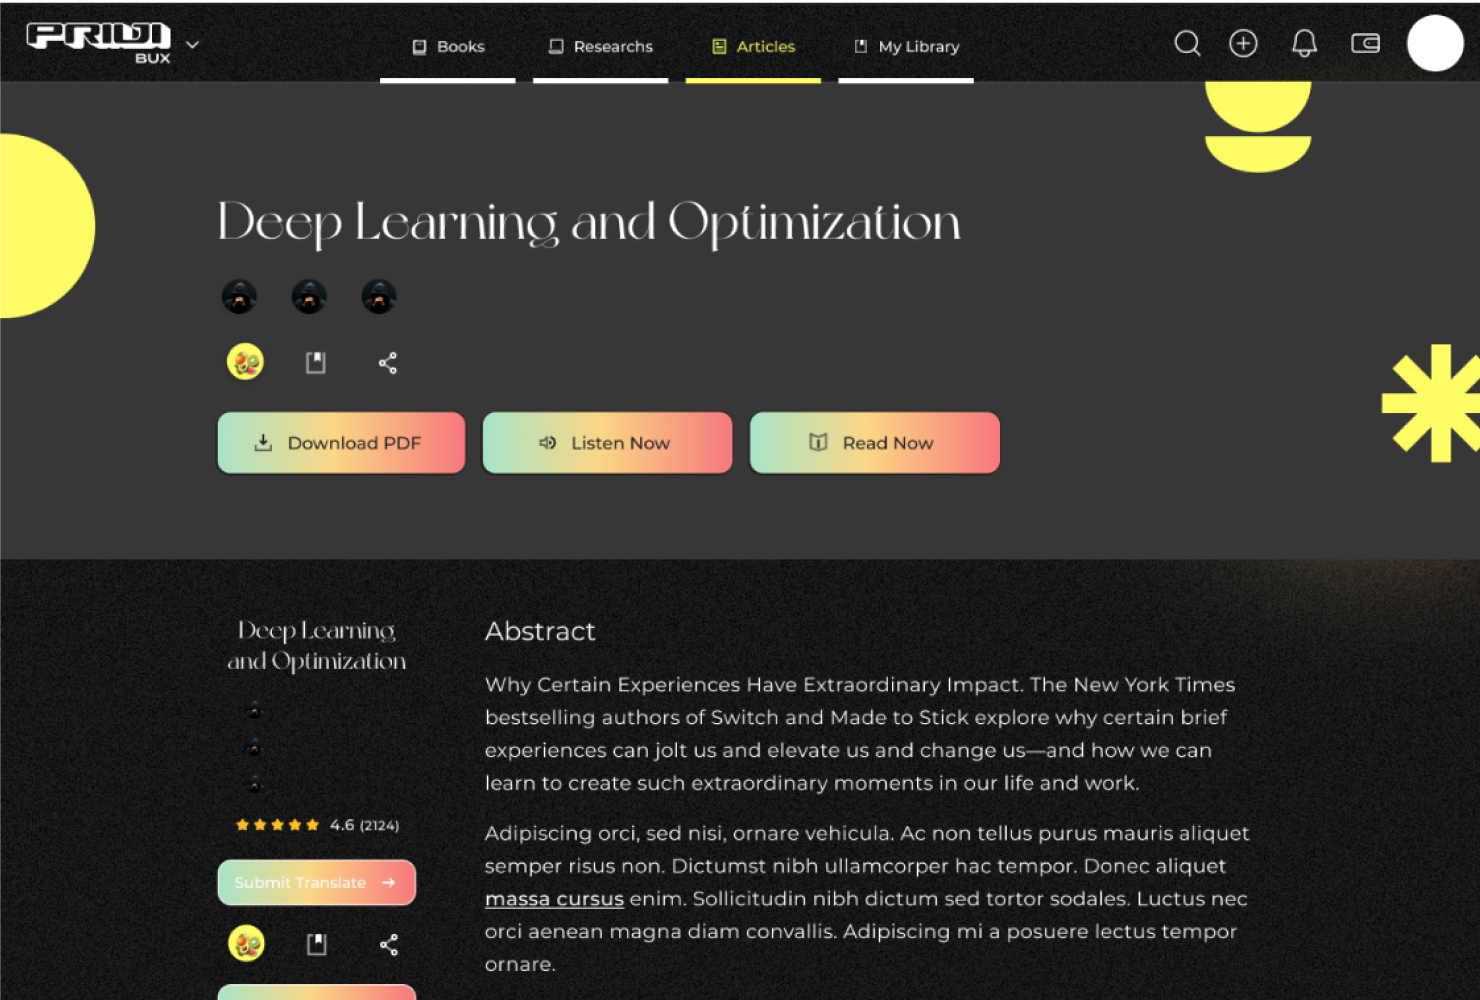 PRIVI
BUX
Books
Researchs
Articles
My Library
Deep Learning and Optimization
Download PDF
Listen Now
Read Now
Deep Learning
and Optimization
4.6 (2124)
Submit Translate
Abstract
Why Certain Experiences Have Extraordinary Impact. The New York Times
bestselling authors of Switch and Made to Stick explore why certain brief
experiences can jolt us and elevate us and change us—and how we can
learn to create such extraordinary moments in our life and work.
Adipiscing orci, sed nisi, ornare vehicula. Ac non tellus purus mauris aliquet
semper risus non. Dictumst nibh ullamcorper hac tempor. Donec aliquet
massa cursus enim. Sollicitudin nibh dictum sed tortor sodales. Luctus nec
orci aenean magna diam convallis. Adipiscing mi a posuere lectus tempor
ornare.